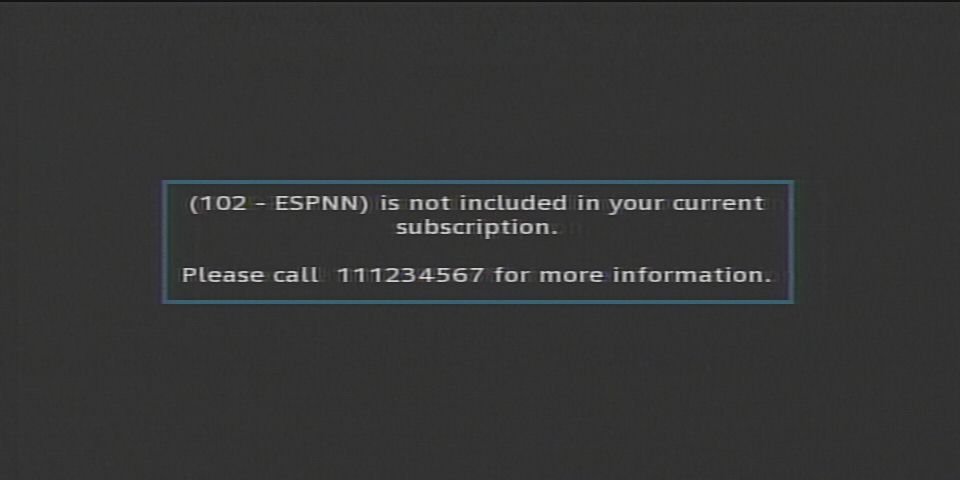 (102 - ESPNN) is not included in your current
subscription.
Please call 111234567 for more information.